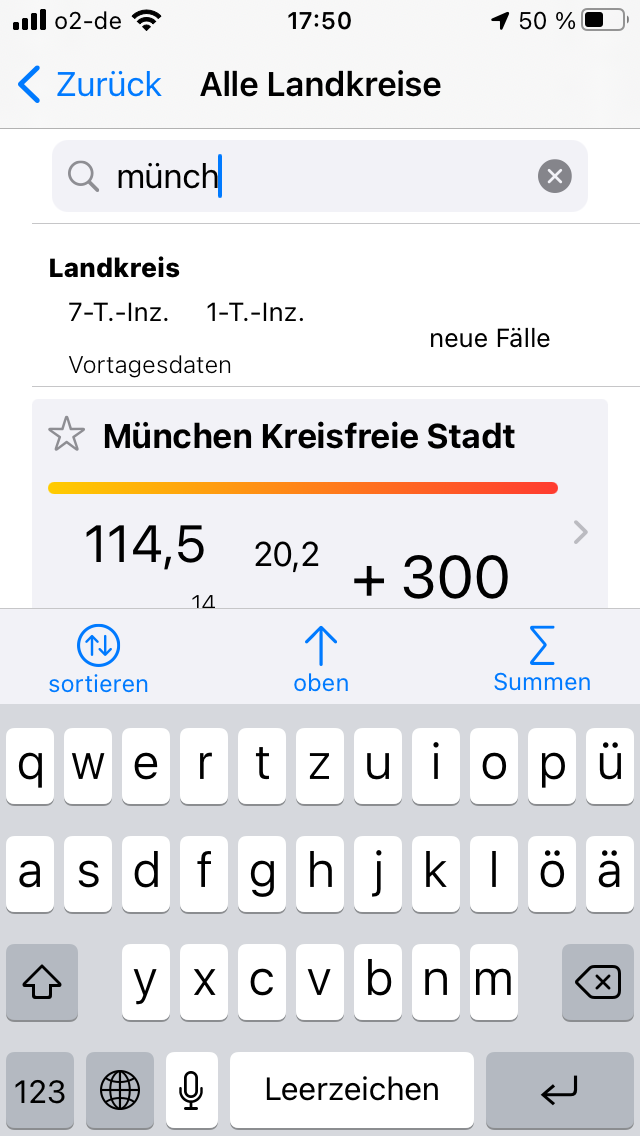 o2-de 17:50 50 %
Zurück Alle Landkreise
münch
Landkreis
7-T.-Inz. 1-T.-Inz.
neue Fälle
Vortagesdaten
München Kreisfreie Stadt
114,5 20,2 + 300
14
sortieren oben Summen
q w e r t z u i o p ü
a s d f g h j k l ö ä
y x c v b n m
123 Leerzeichen